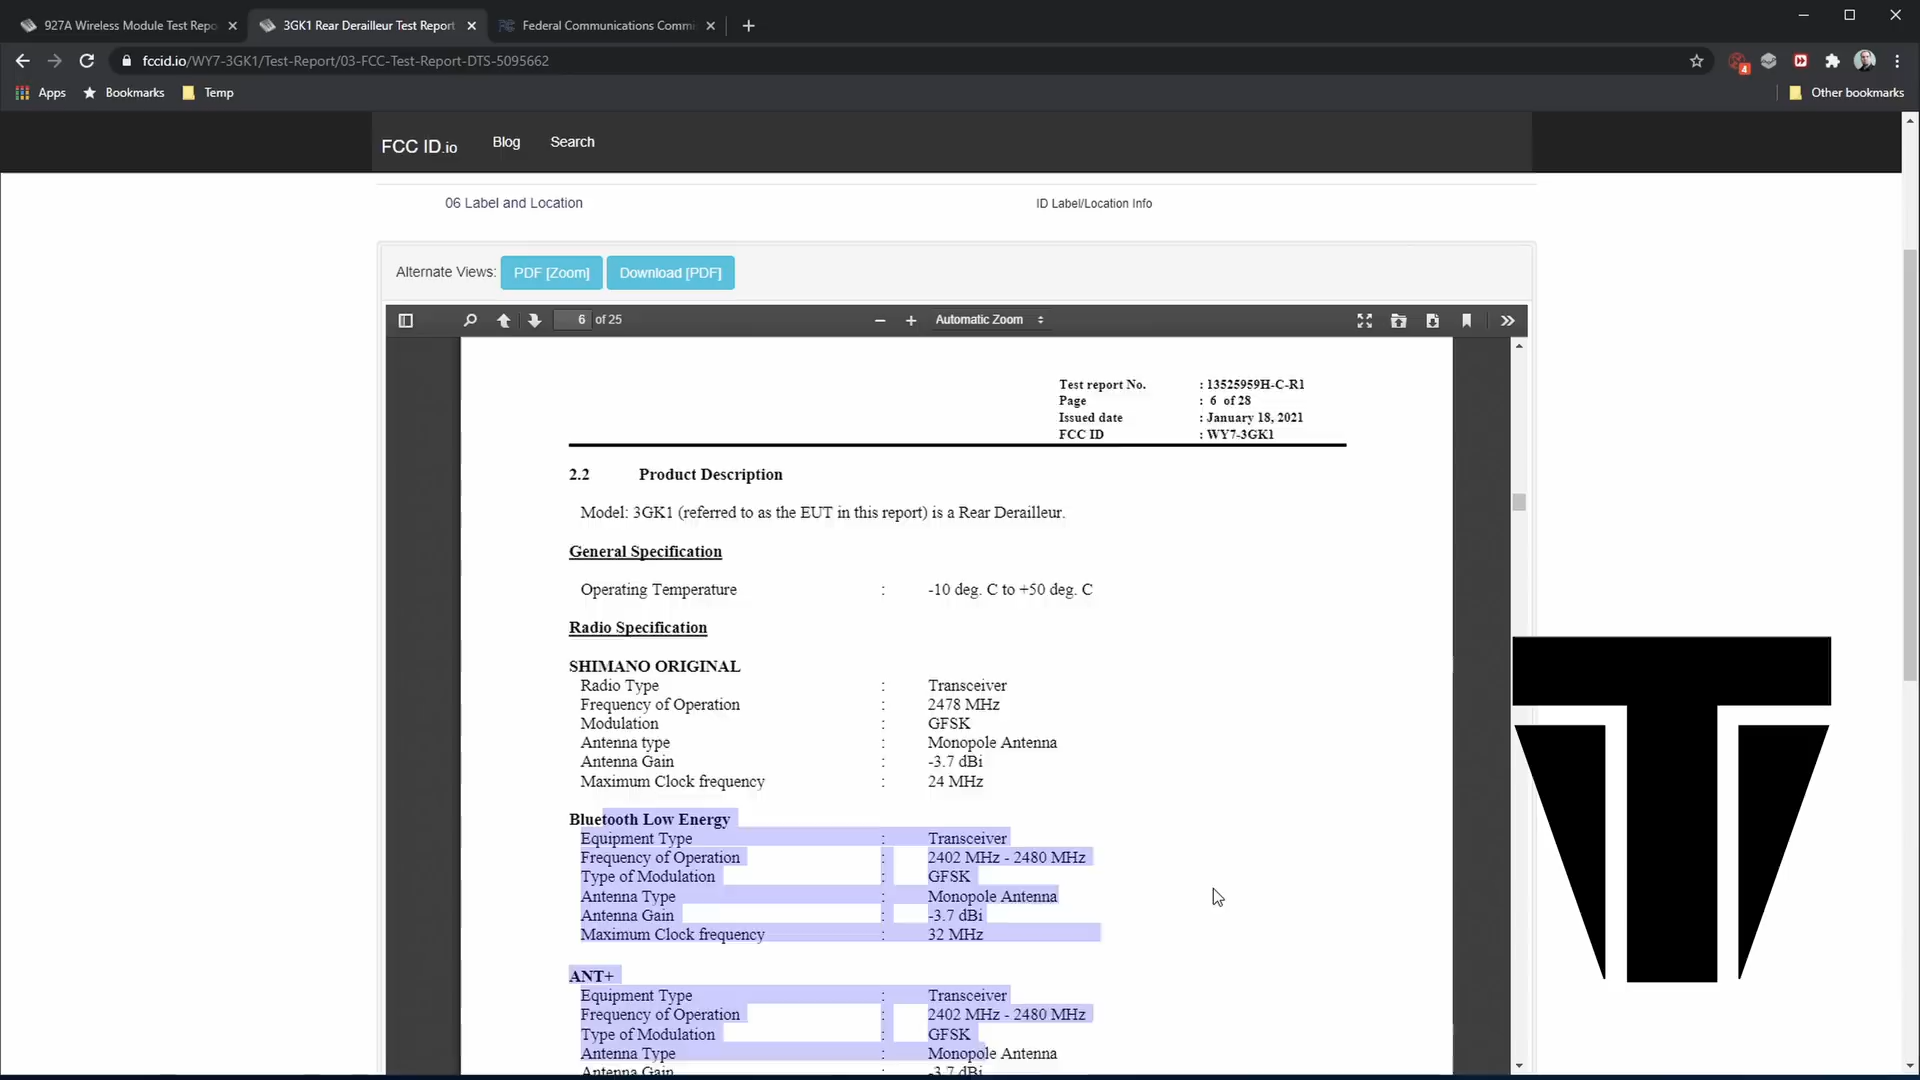 927A Wireless Module Test Repo
3GK1 Rear Derailleur Test Report
Federal Communications Commi
fccid.io/WY7-3GK1/Test-Report/03-FCC-Test-Report-DTS-5095662
4
Apps
Bookmarks
Temp
Other bookmarks
FCC ID.io
Blog
Search
06 Label and Location
ID Label/Location Info
Alternate Views:
PDF [Zoom]
Download [PDF]
6 of 25
Automatic Zoom
Test report No. : 13525959H-C-R1
Page : 6 of 28
Issued date : January 18, 2021
FCC ID : WY7-3GK1
2.2 Product Description
Model: 3GK1 (referred to as the EUT in this report) is a Rear Derailleur.
General Specification
Operating Temperature : -10 deg. C to +50 deg. C
Radio Specification
SHIMANO ORIGINAL
Radio Type : Transceiver
Frequency of Operation : 2478 MHz
Modulation : GFSK
Antenna type : Monopole Antenna
Antenna Gain : -3.7 dBi
Maximum Clock frequency : 24 MHz
Bluetooth Low Energy
Equipment Type : Transceiver
Frequency of Operation : 2402 MHz - 2480 MHz
Type of Modulation : GFSK
Antenna Type : Monopole Antenna
Antenna Gain : -3.7 dBi
Maximum Clock frequency : 32 MHz
ANT+
Equipment Type : Transceiver
Frequency of Operation : 2402 MHz - 2480 MHz
Type of Modulation : GFSK
Antenna Type : Monopole Antenna
Antenna Gain : -3.7 dBi